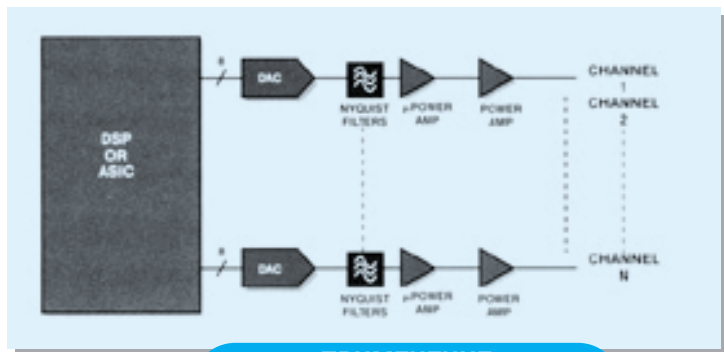 8
DAC
NYQUIST
FILTERS
µPOWER
AMP
POWER
AMP
CHANNEL
1
CHANNEL
2
DSP
OR
ASIC
8
DAC
NYQUIST
FILTERS
µPOWER
AMP
POWER
AMP
CHANNEL
N